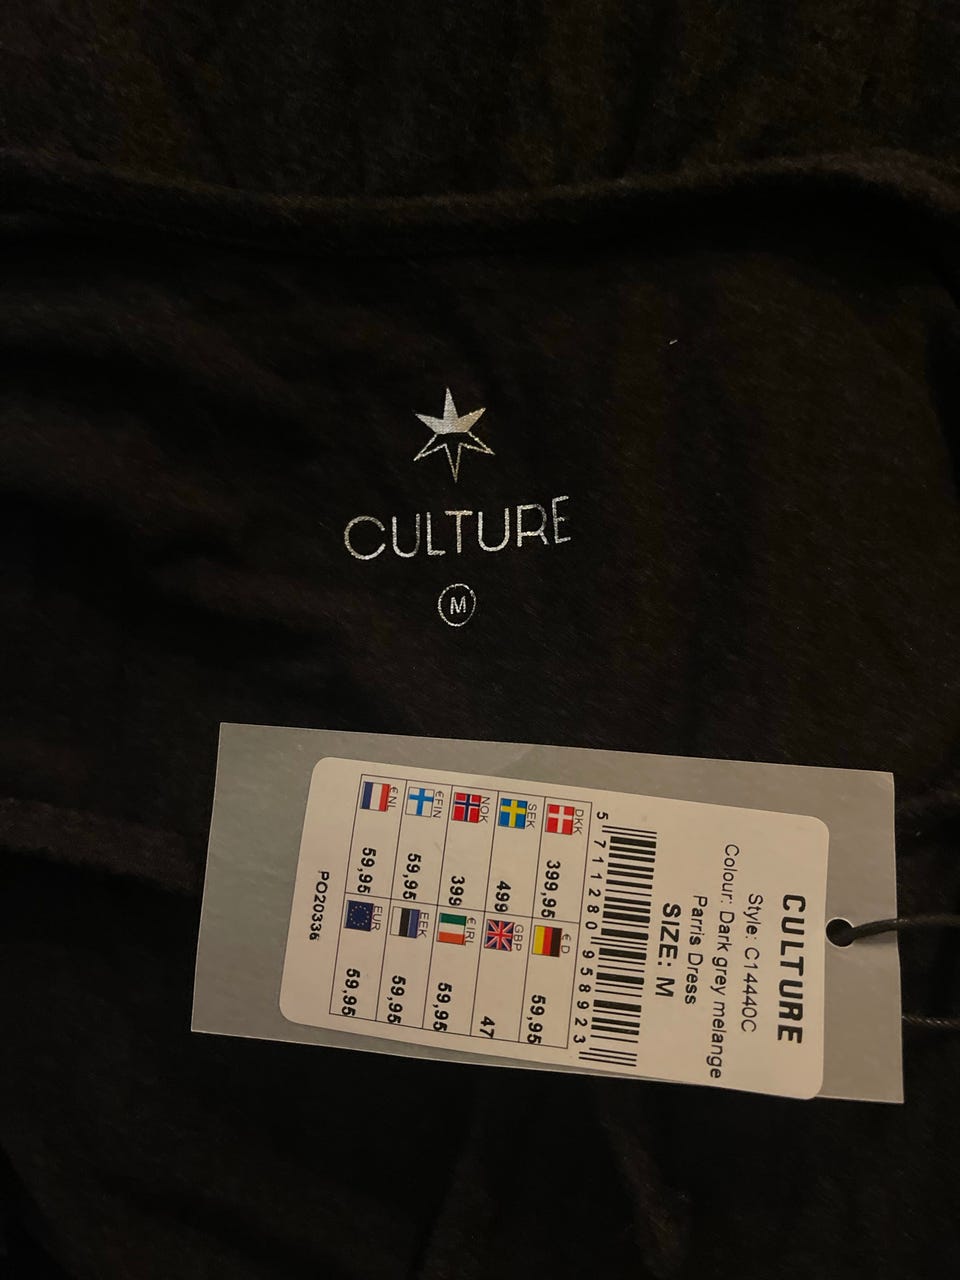 CULTURE
M
CULTURE
Style: C14440C
Colour: Dark grey melange
Parris Dress
SIZE: M
5 711280 958923
DKK 399,95 € D 59,95
SEK 499 GBP 47
NOK 399 € IRL 59,95
€FIN 59,95 EEK 59,95
€ NL 59,95 EUR 59,95
PO20336